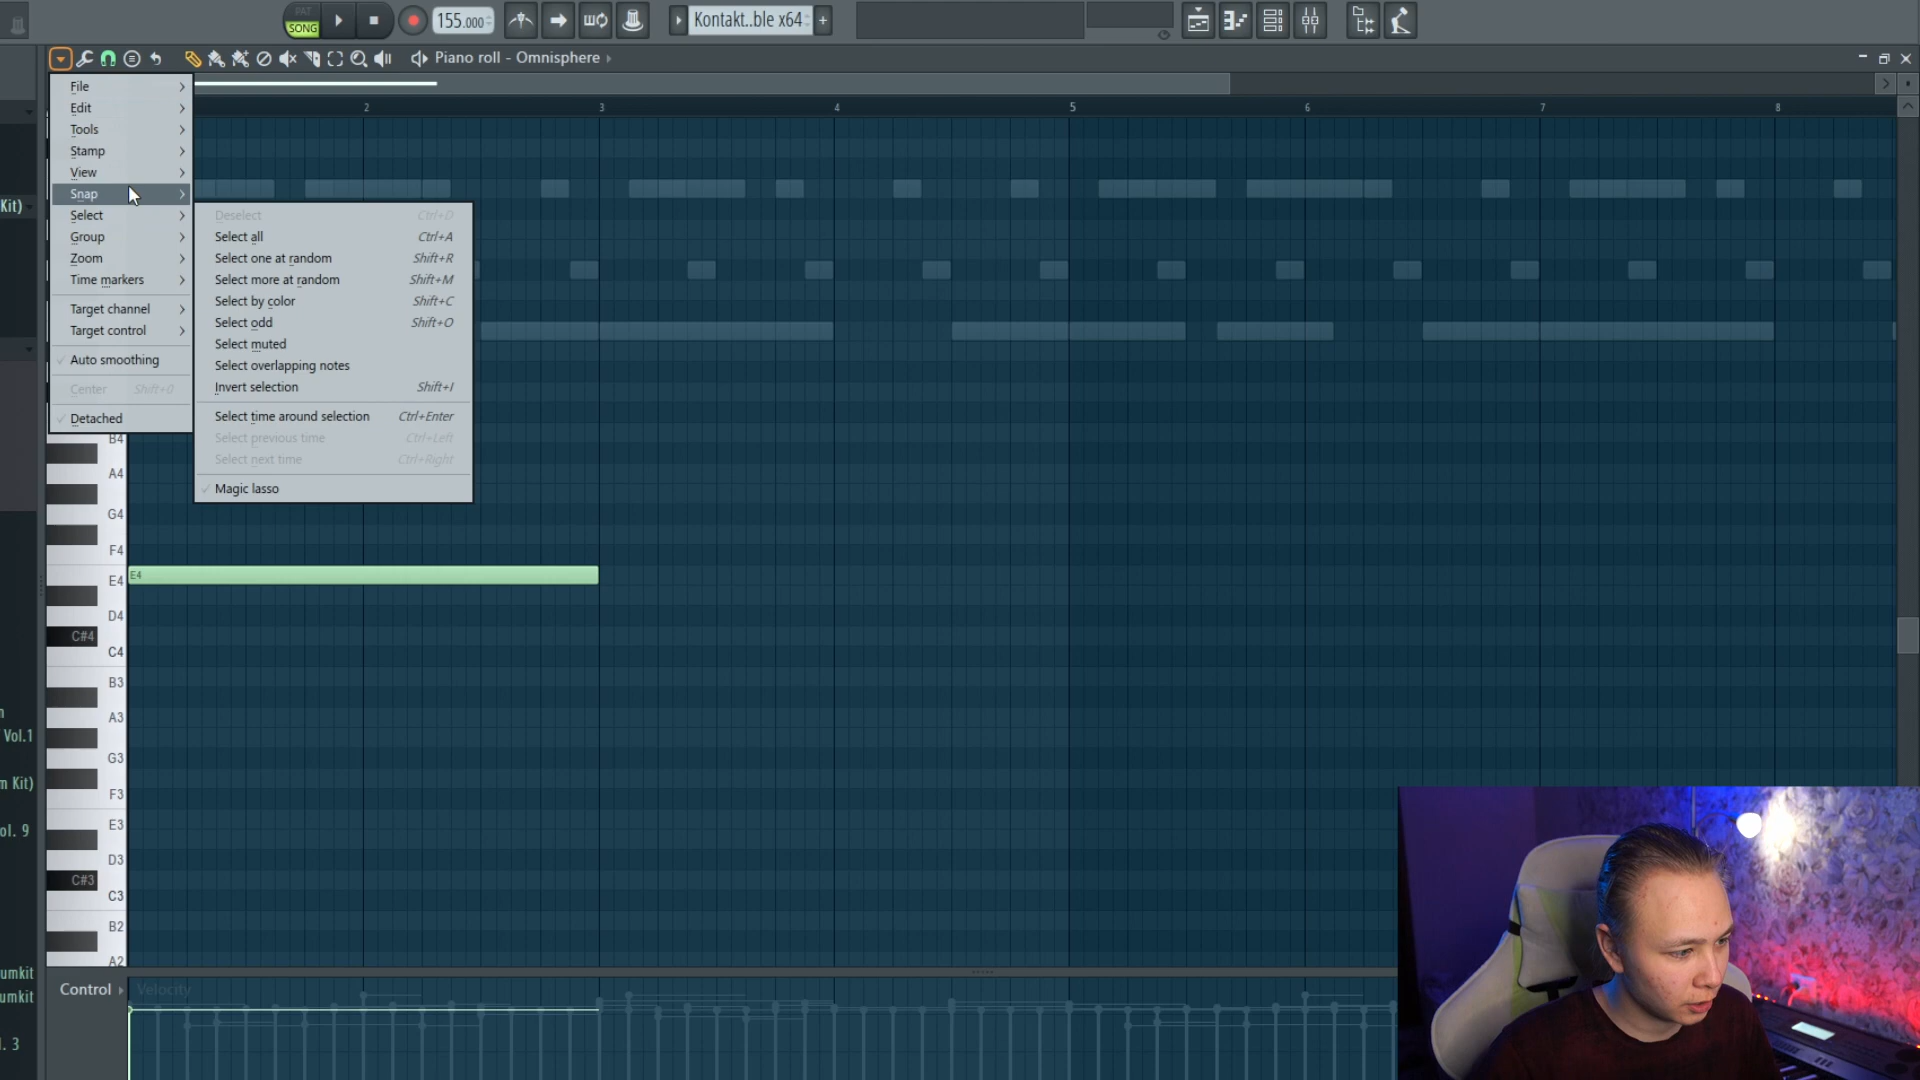 PAT
SONG
155.000
Kontakt..ble x64
+
Piano roll - Omnisphere
2
3
4
5
6
7
8
File
Edit
Tools
Stamp
View
Snap
Select
Group
Zoom
Time markers
Target channel
Target control
Auto smoothing
Center Shift+0
Detached
Deselect Ctrl+D
Select all Ctrl+A
Select one at random Shift+R
Select more at random Shift+M
Select by color Shift+C
Select odd Shift+O
Select muted
Select overlapping notes
Invert selection Shift+I
Select time around selection Ctrl+Enter
Select previous time Ctrl+Left
Select next time Ctrl+Right
Magic lasso
Kit)
B4
A4
G4
F4
E4
E4
D4
C#4
C4
B3
A3
G3
F3
E3
D3
C#3
C3
B2
A2
Vol.1
m Kit)
ol. 9
umkit
umkit
. 3
Control
Velocity